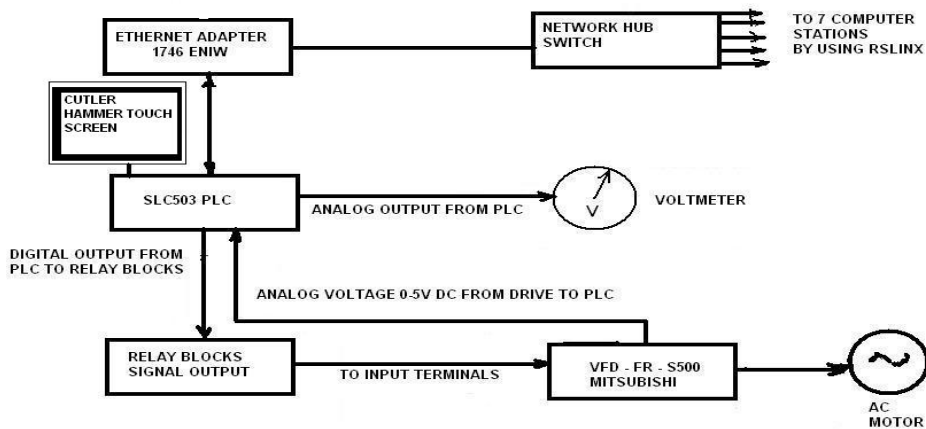 ETHERNET ADAPTER
1746 ENIW
NETWORK HUB
SWITCH
TO 7 COMPUTER
STATIONS
BY USING RSLINX
CUTLER
HAMMER TOUCH
SCREEN
SLC503 PLC
ANALOG OUTPUT FROM PLC
V
VOLTMETER
DIGITAL OUTPUT FROM
PLC TO RELAY BLOCKS
ANALOG VOLTAGE 0-5V DC FROM DRIVE TO PLC
RELAY BLOCKS
SIGNAL OUTPUT
TO INPUT TERMINALS
VFD - FR - S500
MITSUBISHI
AC
MOTOR